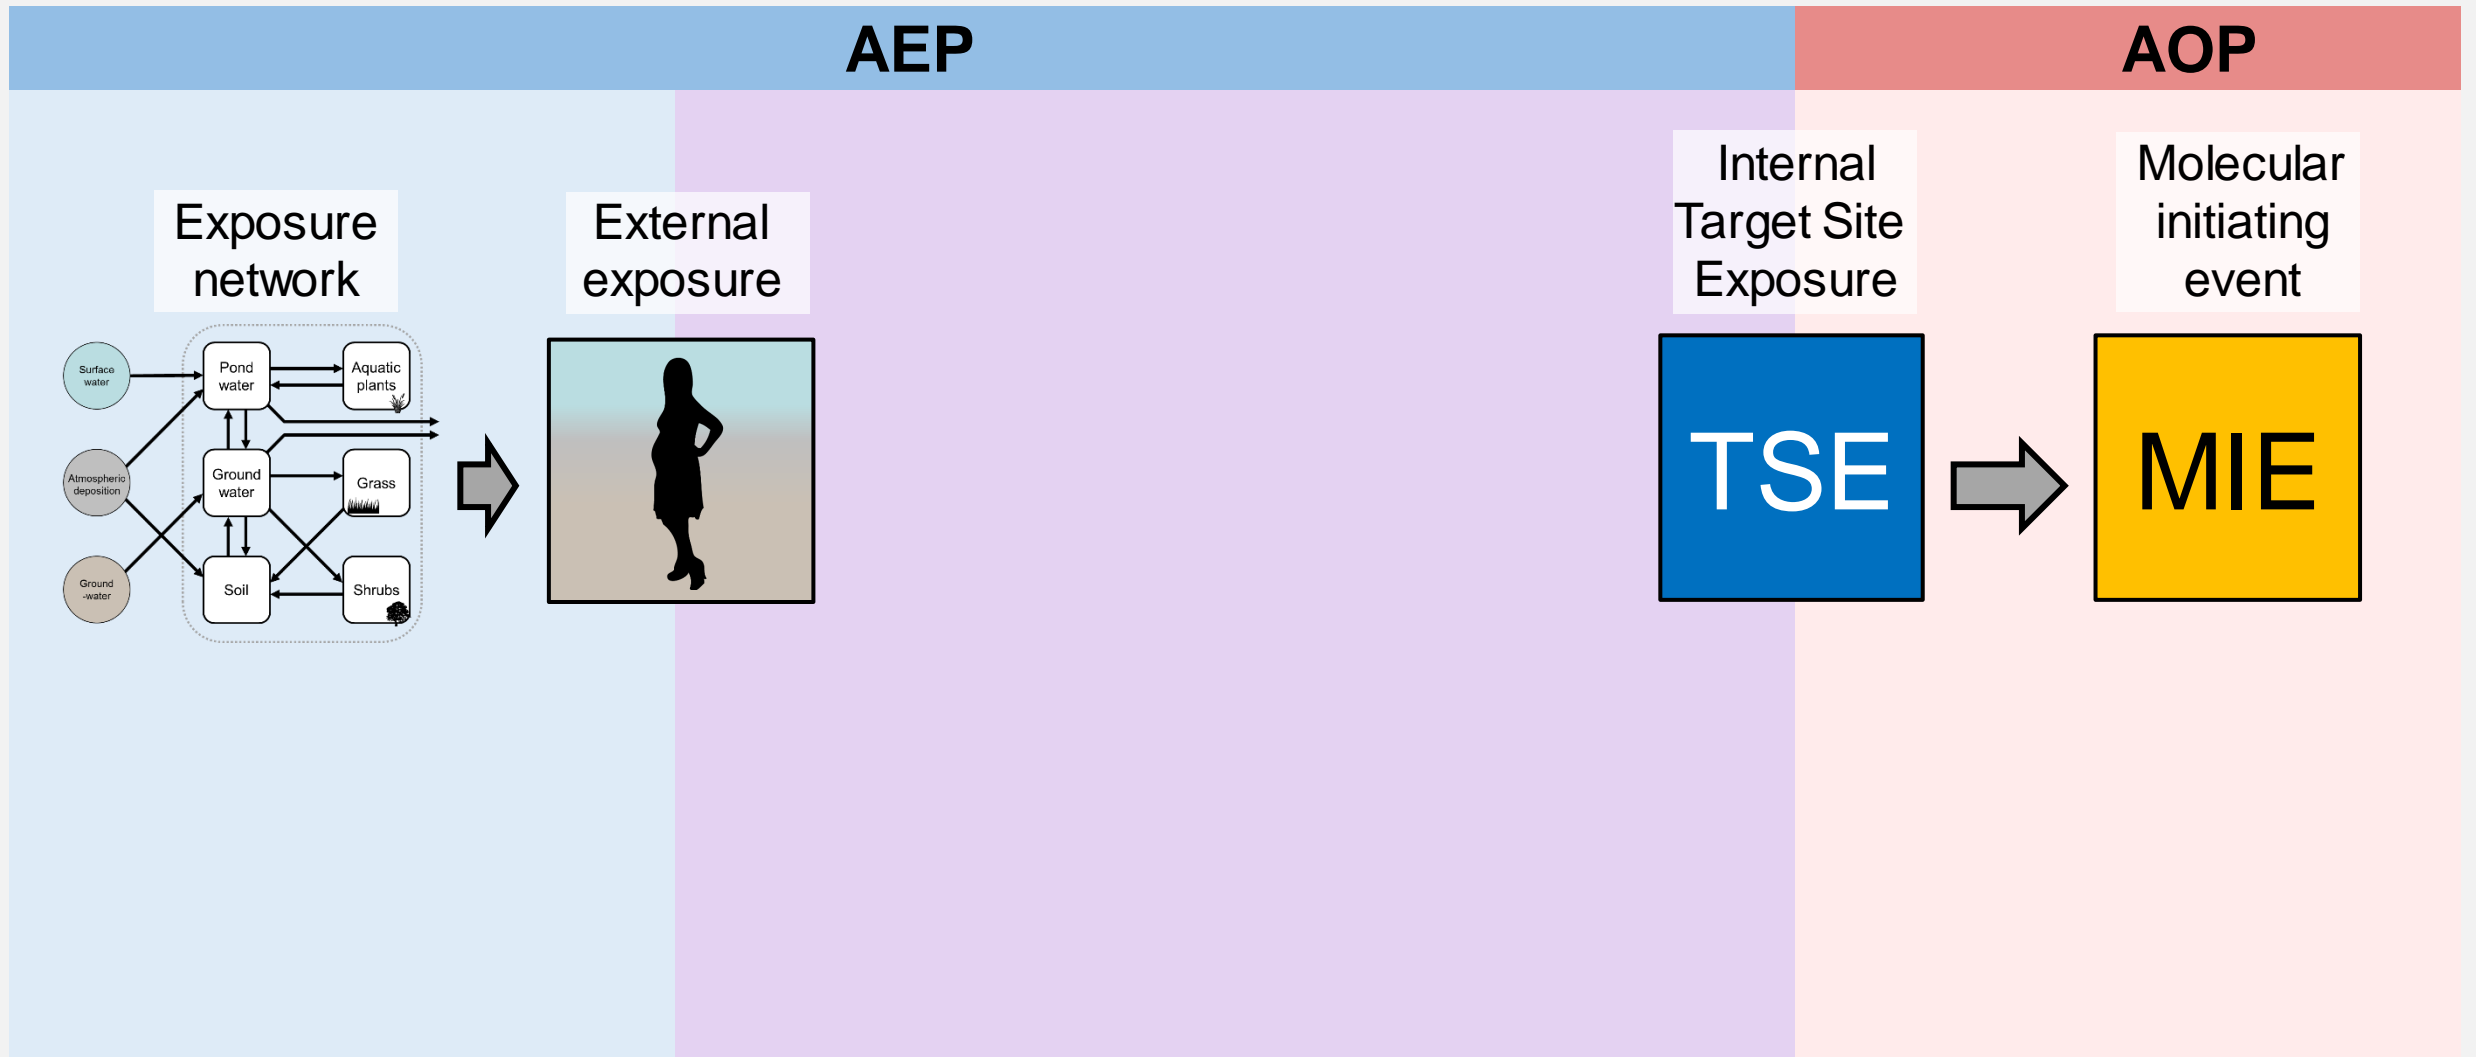 AEP
AOP
Exposure
network
External
exposure
Internal
Target Site
Exposure
Molecular
initiating
event
Surface
water
Atmospheric
deposition
Ground
-water
Pond
water
Aquatic
plants
Ground
water
Grass
Soil
Shrubs
TSE
MIE